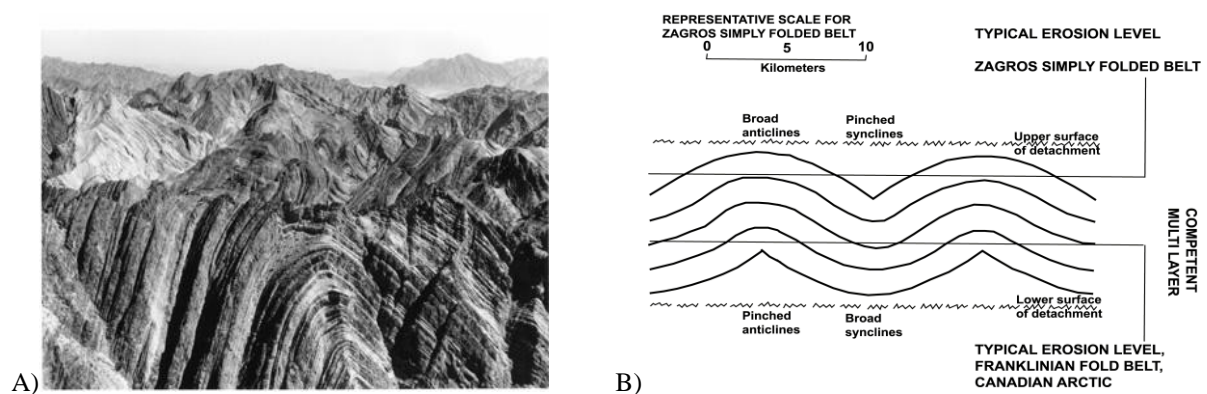 A)
B)
REPRESENTATIVE SCALE FOR
ZAGROS SIMPLY FOLDED BELT
0 5 10
Kilometers
TYPICAL EROSION LEVEL
ZAGROS SIMPLY FOLDED BELT
Broad
anticlines
Pinched
synclines
Upper surface
of detachment
COMPETENT
MULTI LAYER
Lower surface
of detachment
Pinched
anticlines
Broad
synclines
TYPICAL EROSION LEVEL,
FRANKLINIAN FOLD BELT,
CANADIAN ARCTIC